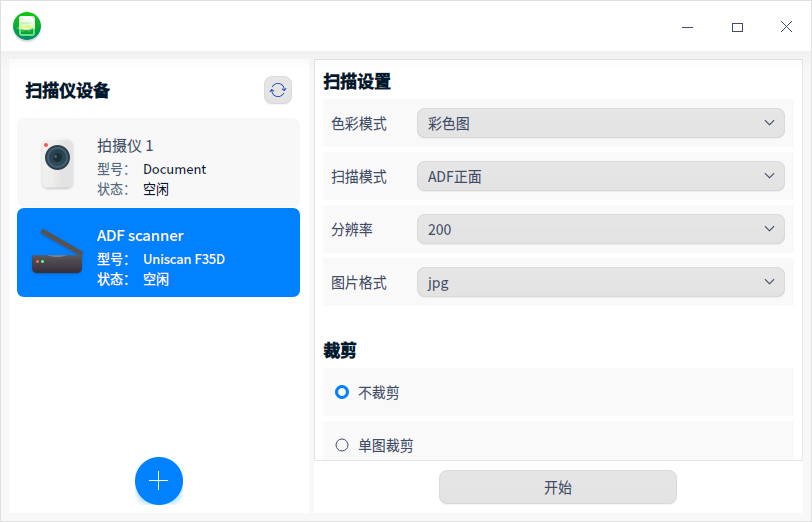 扫描仪设备
拍摄仪 1
型号： Document
状态： 空闲
ADF scanner
型号： Uniscan F35D
状态： 空闲
扫描设置
色彩模式 彩色图
扫描模式 ADF正面
分辨率 200
图片格式 jpg
裁剪
不裁剪
单图裁剪
开始